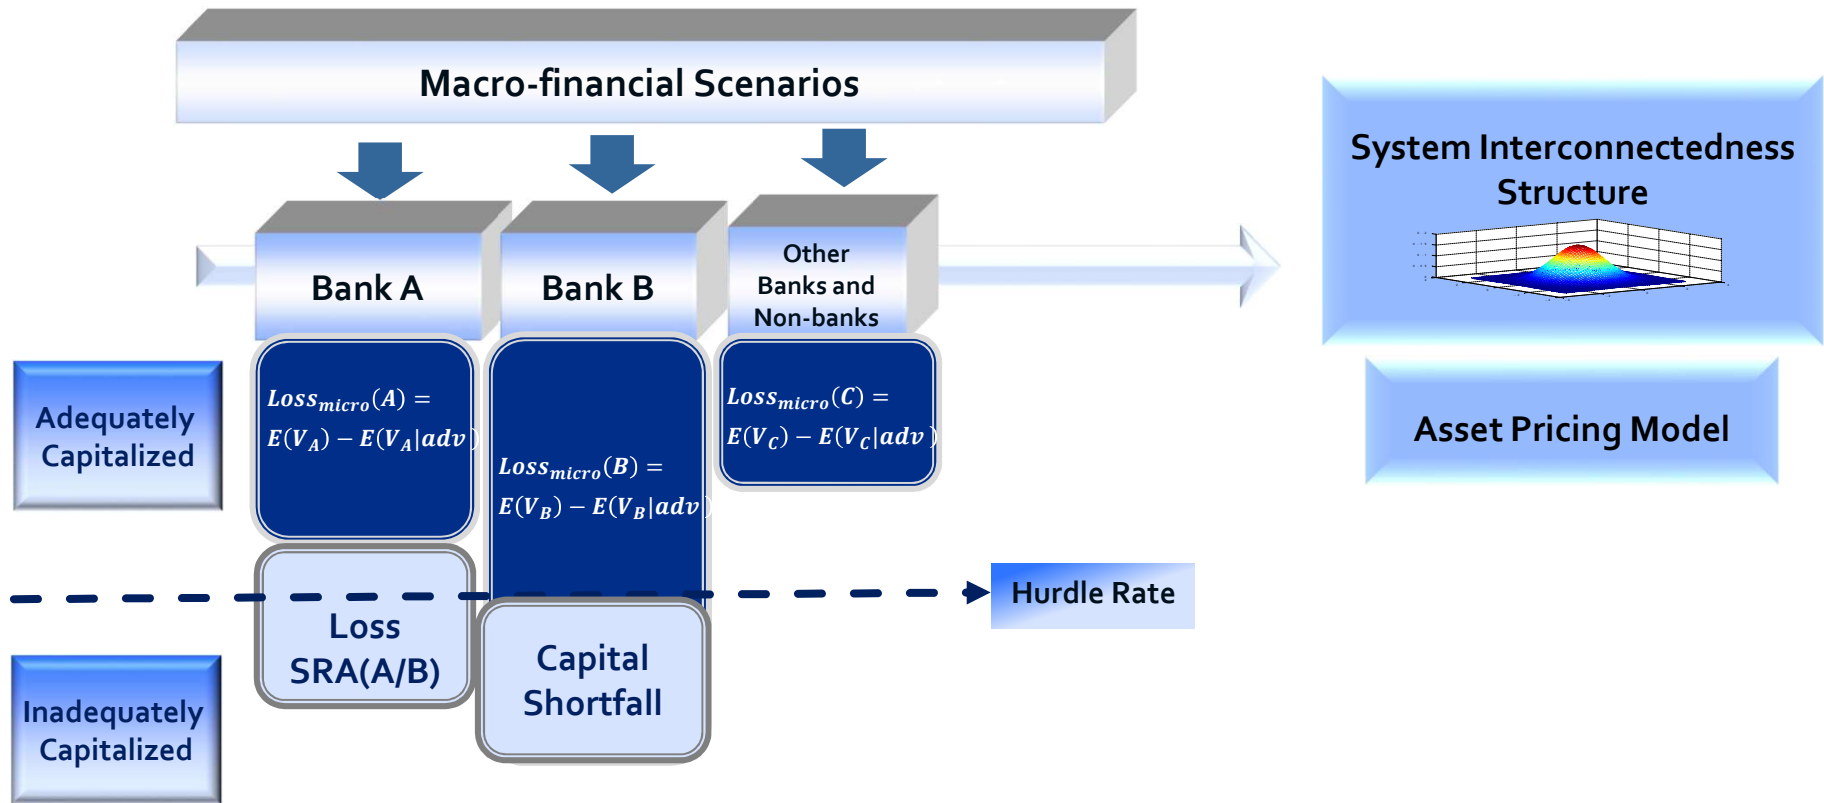 Macro-financial Scenarios
System Interconnectedness
Structure
Bank A
Bank B
Other
Banks and
Non-banks
Asset Pricing Model
Adequately
Capitalized
Loss_micro(A) =
E(V_A) − E(V_A|adv)
Loss_micro(B) =
E(V_B) − E(V_B|adv)
Loss_micro(C) =
E(V_C) − E(V_C|adv)
Hurdle Rate
Loss
SRA(A/B)
Capital
Shortfall
Inadequately
Capitalized